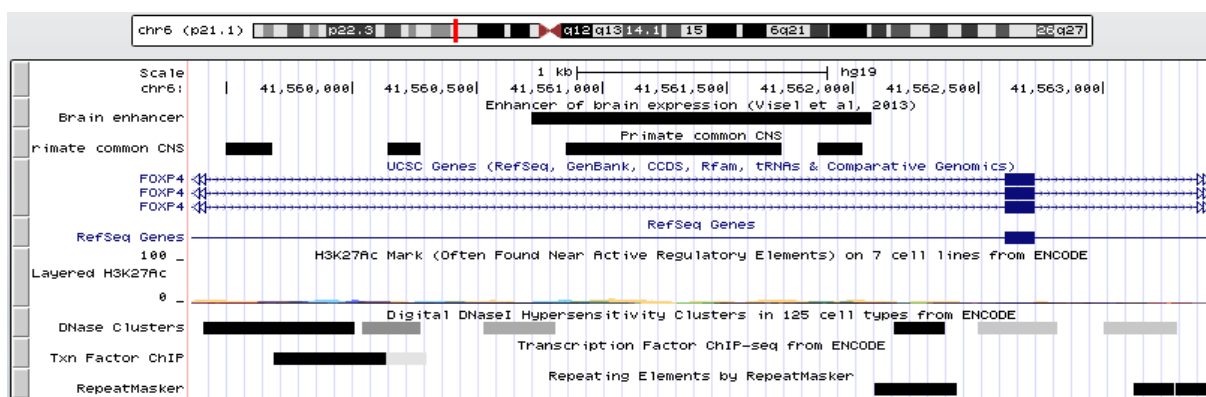 chr6 (p21.1) p22.3 q12 q13 14.1 15 6q21 26 q27
Scale 1 kb hg19
chr6: 41,560,000 41,560,500 41,561,000 41,561,500 41,562,000 41,562,500 41,563,000
Enhancer of brain expression (Visel et al, 2013)
Brain enhancer
Primate common CNS
rimate common CNS
UCSC Genes (RefSeq, GenBank, CCDS, Rfam, tRNAs & Comparative Genomics)
FOXP4
FOXP4
FOXP4
RefSeq Genes
RefSeq Genes
100 _ H3K27Ac Mark (Often Found Near Active Regulatory Elements) on 7 cell lines from ENCODE
Layered H3K27Ac
0 _
Digital DNaseI Hypersensitivity Clusters in 125 cell types from ENCODE
DNase Clusters
Transcription Factor ChIP-seq from ENCODE
Txn Factor ChIP
Repeating Elements by RepeatMasker
RepeatMasker